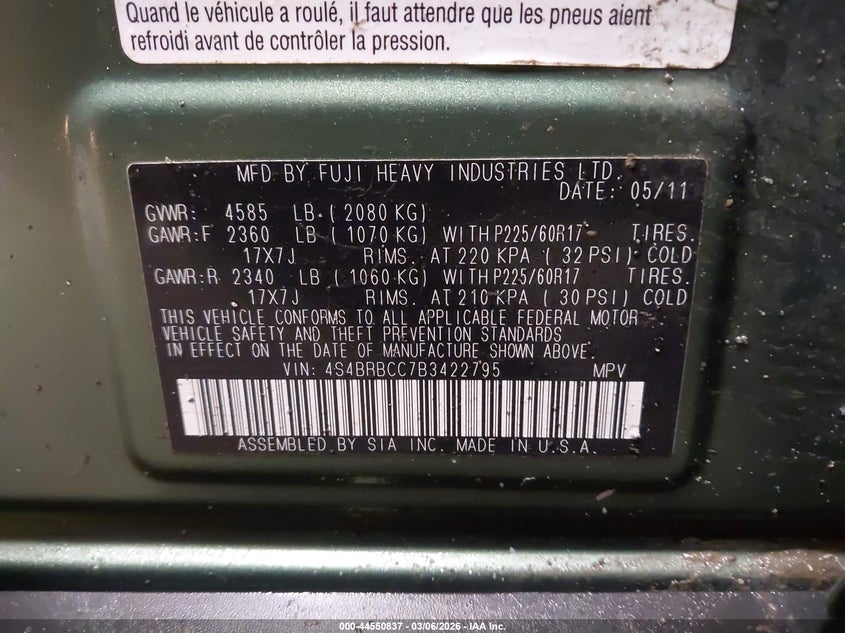 Quand le véhicule a roulé, il faut attendre que les pneus aient
refroidi avant de contrôler la pression.
MFD BY FUJI HEAVY INDUSTRIES LTD.
DATE: 05/11
GVWR: 4585 LB (2080 KG)
GAWR:F 2360 LB (1070 KG) WITH P225/60R17 TIRES.
17X7J RIMS. AT 220 KPA (32 PSI) COLD
GAWR:R 2340 LB (1060 KG) WITH P225/60R17 TIRES.
17X7J RIMS. AT 210 KPA (30 PSI) COLD
THIS VEHICLE CONFORMS TO ALL APPLICABLE FEDERAL MOTOR
VEHICLE SAFETY AND THEFT PREVENTION STANDARDS
IN EFFECT ON THE DATE OF MANUFACTURE SHOWN ABOVE.
VIN: 4S4BRBCC7B3422795 MPV
ASSEMBLED BY SIA INC. MADE IN U.S.A.
000-44550837 - 03/06/2026 - IAA Inc.